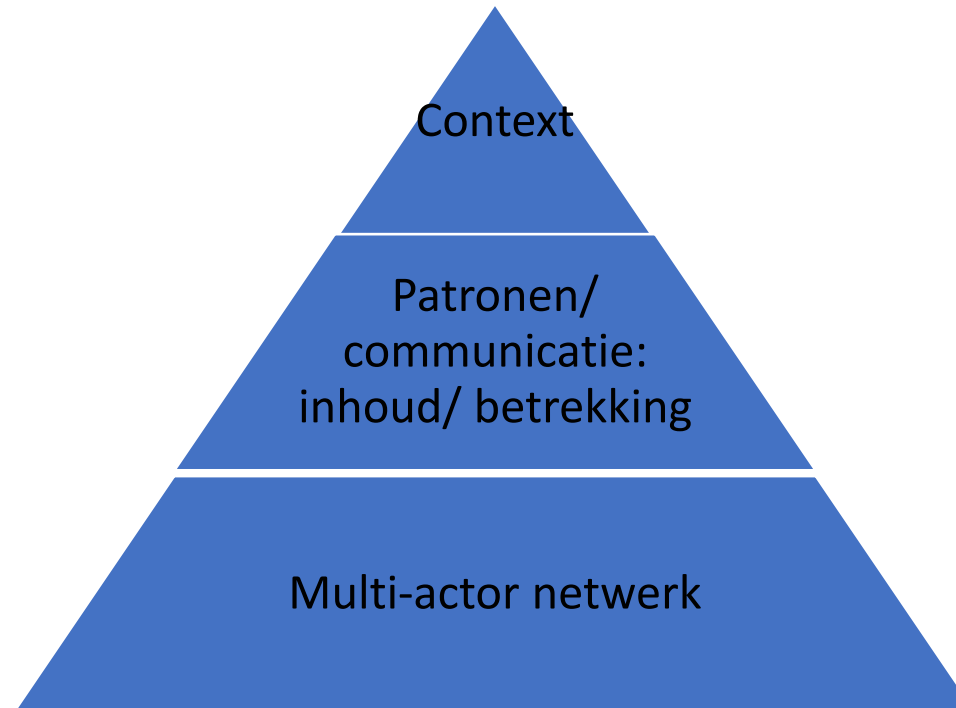 Context
Patronen/
communicatie:
inhoud/ betrekking
Multi-actor netwerk